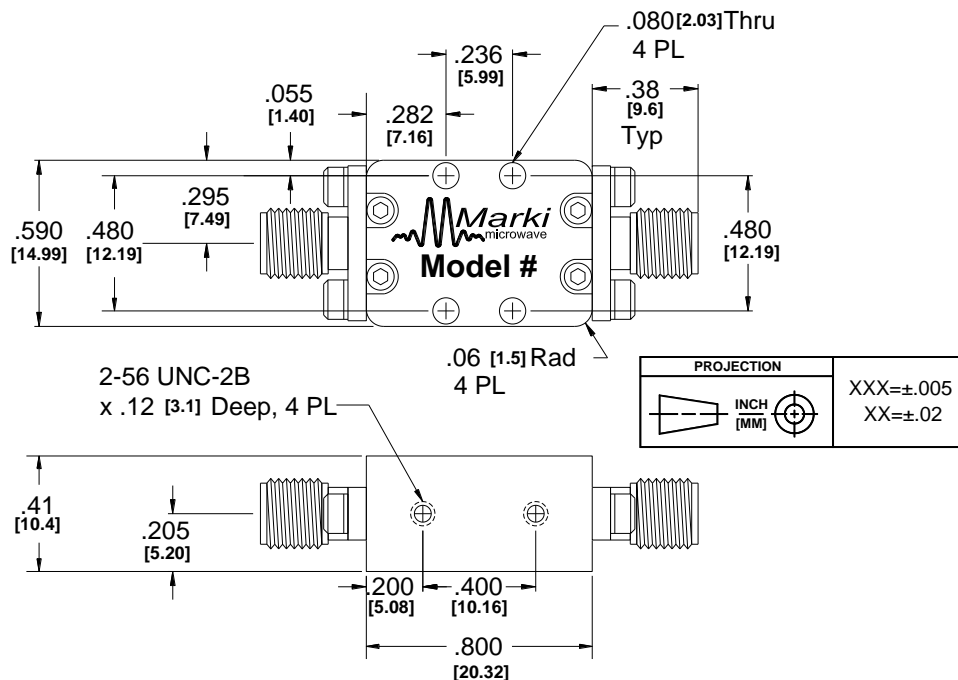 .080[2.03]Thru
4 PL
.236
[5.99]
.055
[1.40]
.282
[7.16]
.38
[9.6]
Typ
.295
[7.49]
.590
[14.99]
.480
[12.19]
.480
[12.19]
Marki
microwave
Model #
.06 [1.5] Rad
4 PL
2-56 UNC-2B
x .12 [3.1] Deep, 4 PL
PROJECTION
INCH
[MM]
XXX=±.005
XX=±.02
.41
[10.4]
.205
[5.20]
.200
[5.08]
.400
[10.16]
.800
[20.32]